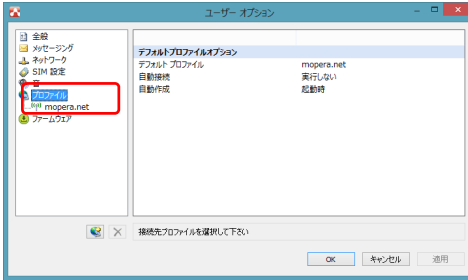 ユーザー オプション
全般
メッセージング
ネットワーク
SIM 設定
音
プロファイル
mopera.net
ファームウェア
デフォルトプロファイルオプション
デフォルト プロファイル mopera.net
自動接続 実行しない
自動作成 起動時
接続先プロファイルを選択して下さい
OK キャンセル 適用